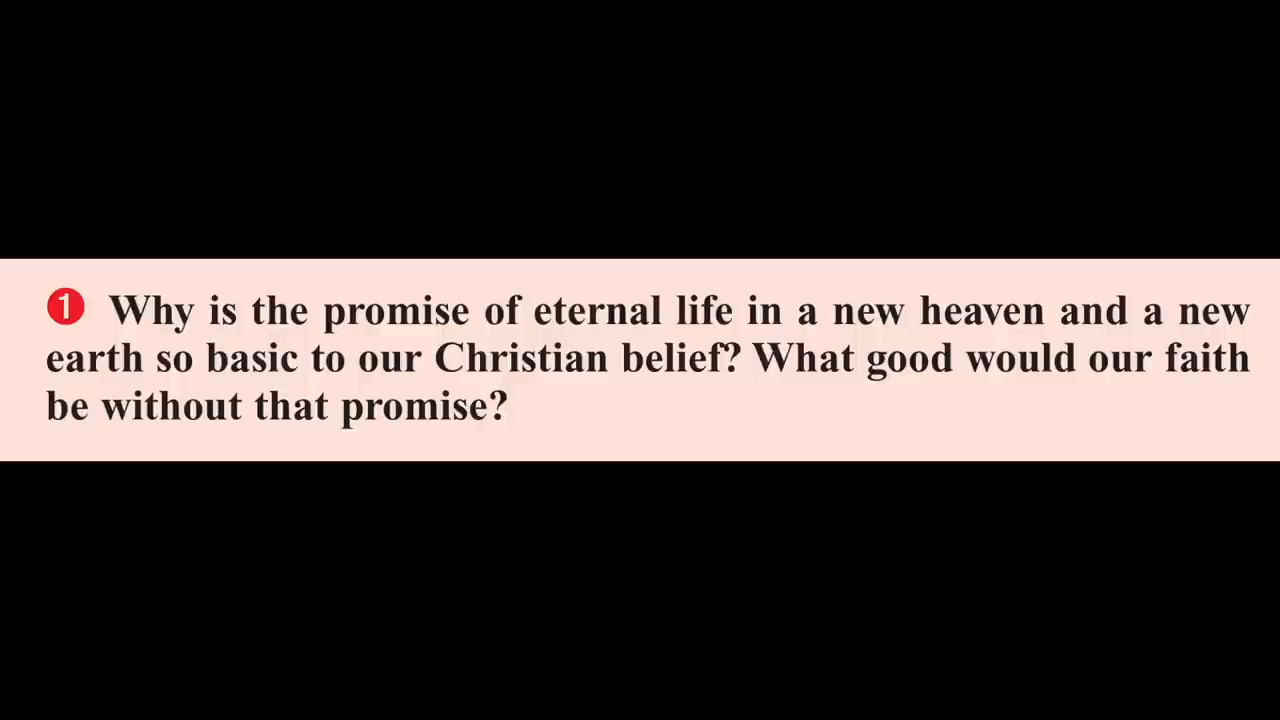 1 Why is the promise of eternal life in a new heaven and a new
earth so basic to our Christian belief? What good would our faith
be without that promise?